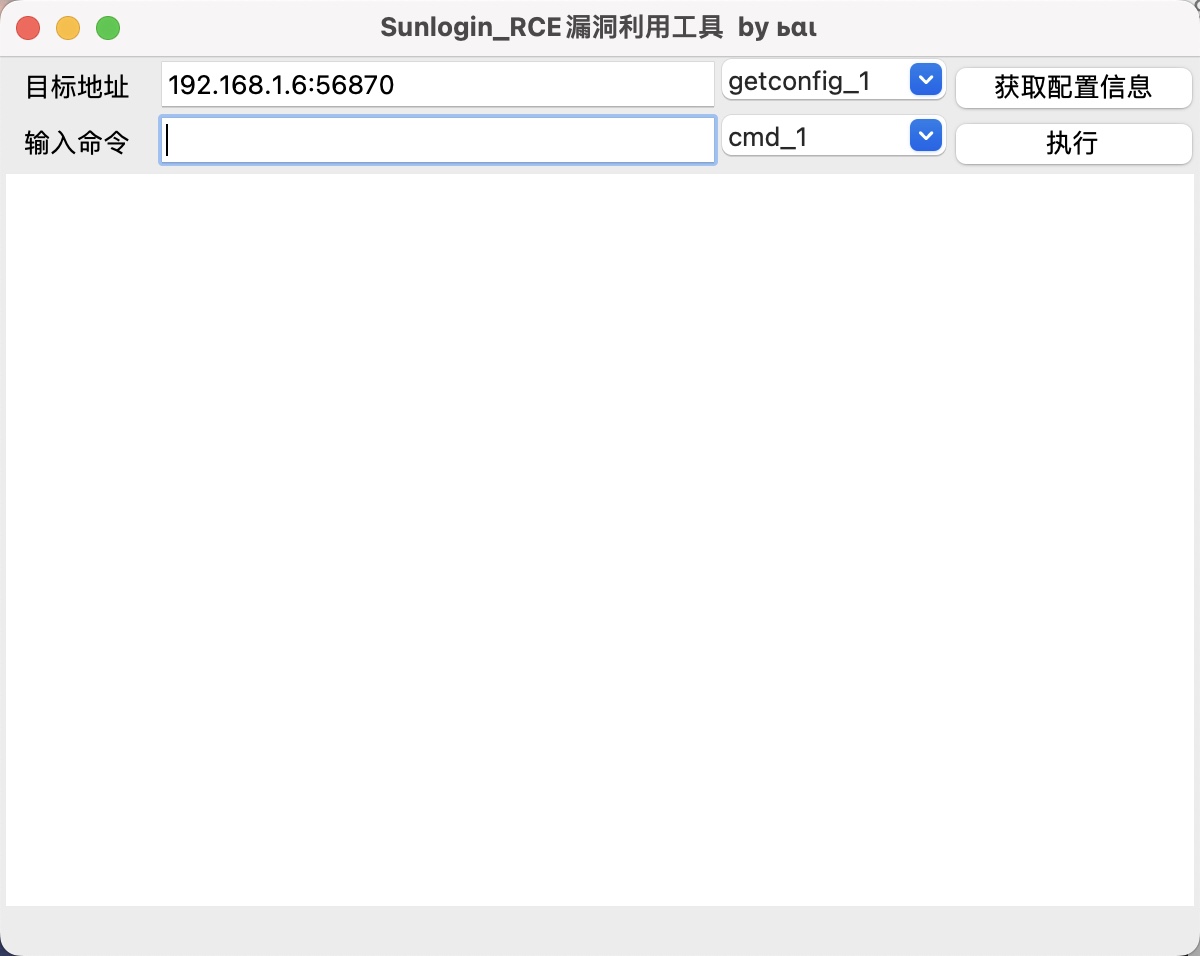 Sunlogin_RCE漏洞利用工具 by ьαι
目标地址 192.168.1.6:56870 getconfig_1 获取配置信息
输入命令 cmd_1 执行